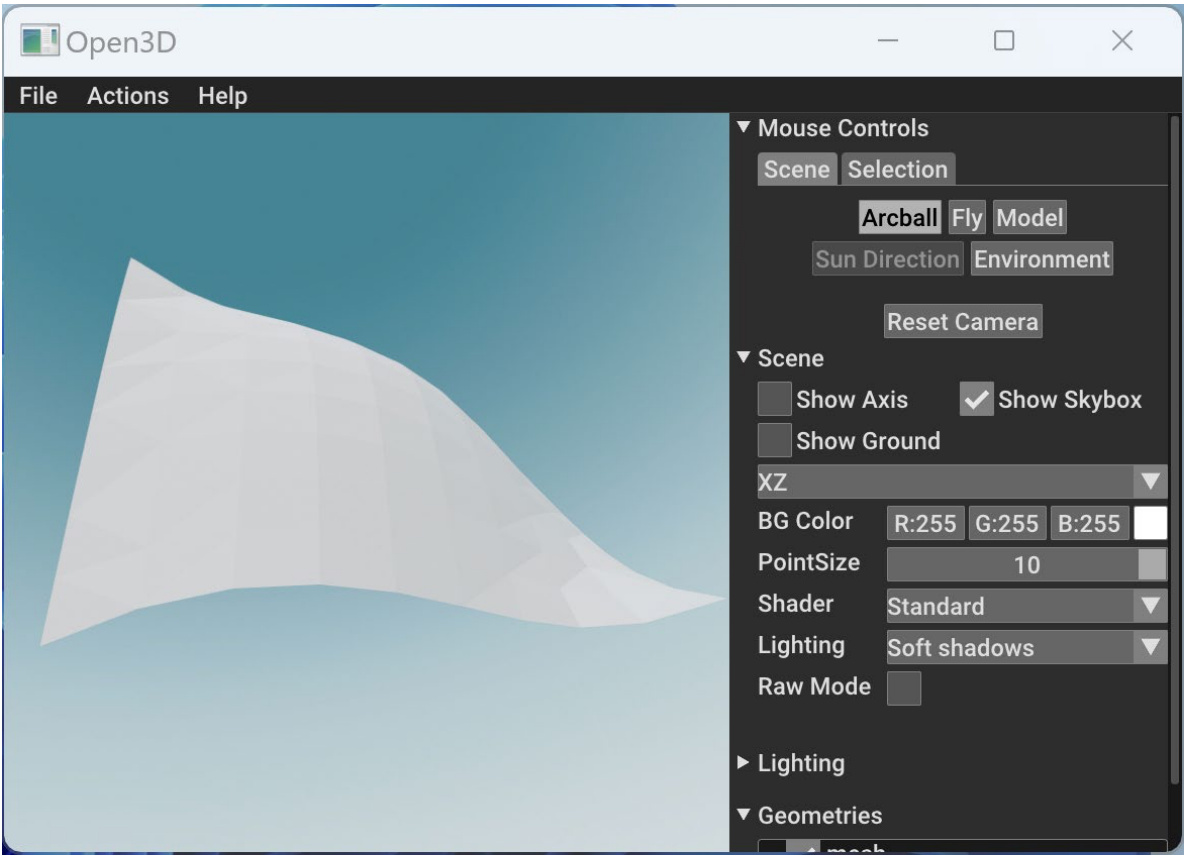 Open3D
File Actions Help
Mouse Controls
Scene Selection
Arcball Fly Model
Sun Direction Environment
Reset Camera
Scene
Show Axis Show Skybox
Show Ground
XZ
BG Color R:255 G:255 B:255
PointSize 10
Shader Standard
Lighting Soft shadows
Raw Mode
Lighting
Geometries
mesh